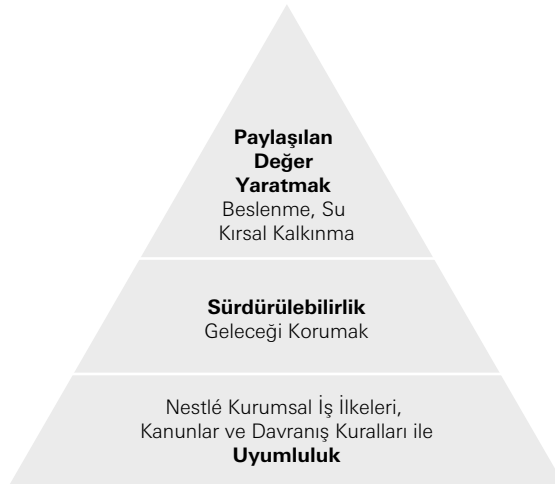 Paylaşılan
Değer
Yaratmak
Beslenme, Su
Kırsal Kalkınma
Sürdürülebilirlik
Geleceği Korumak
Nestlé Kurumsal İş İlkeleri,
Kanunlar ve Davranış Kuralları ile
Uyumluluk